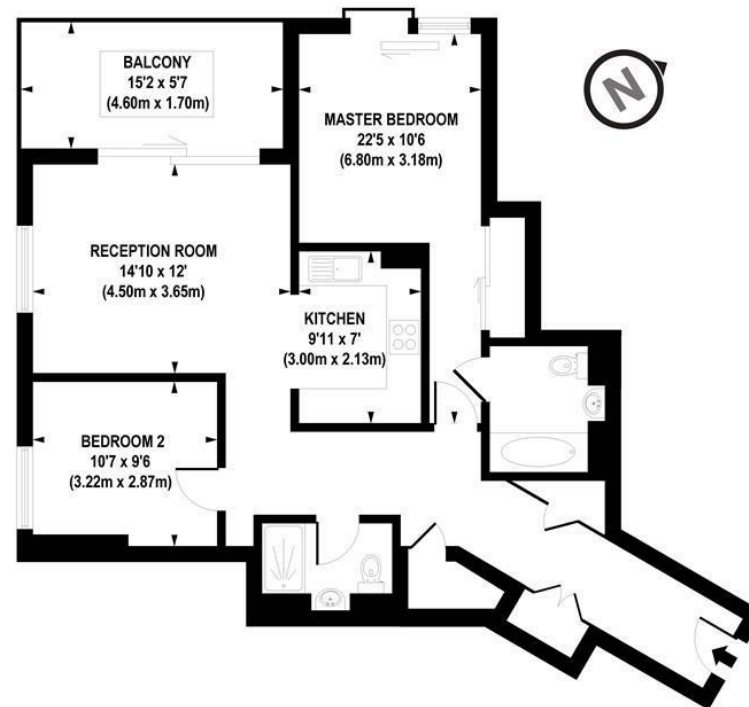 BALCONY
15'2 x 5'7
(4.60m x 1.70m)
MASTER BEDROOM
22'5 x 10'6
(6.80m x 3.18m)
N
RECEPTION ROOM
14'10 x 12'
(4.50m x 3.65m)
KITCHEN
9'11 x 7'
(3.00m x 2.13m)
BEDROOM 2
10'7 x 9'6
(3.22m x 2.87m)